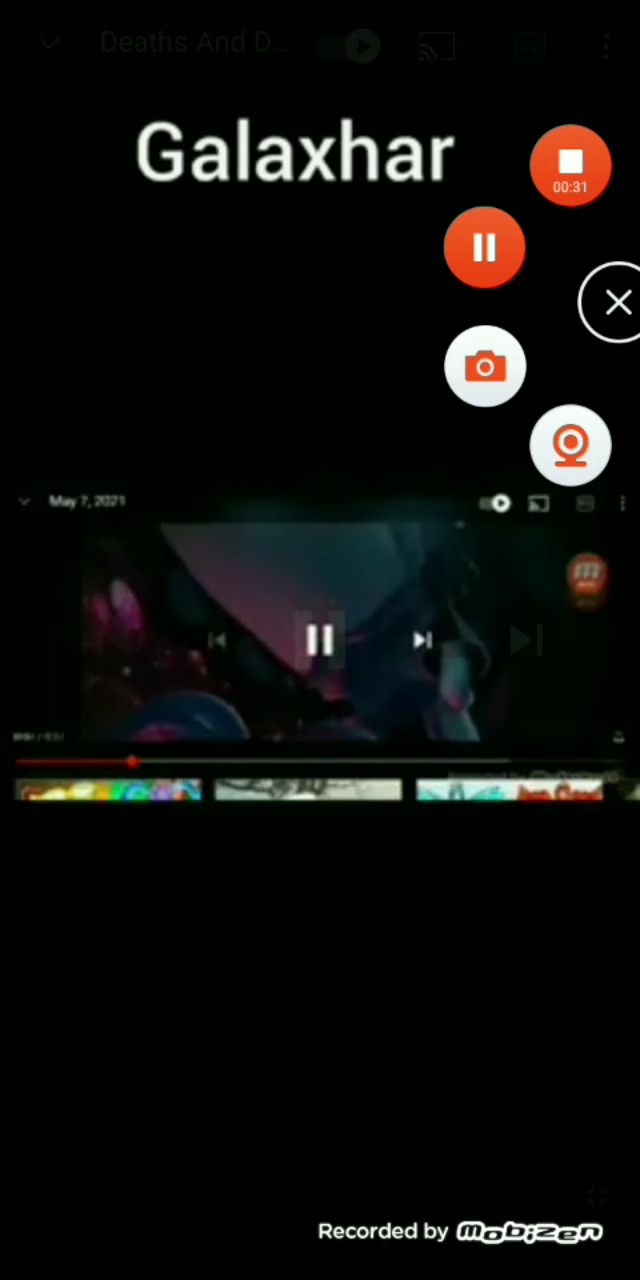 Deaths And D...
Galaxhar
00:31
May 7, 2021
Recorded by mobizen